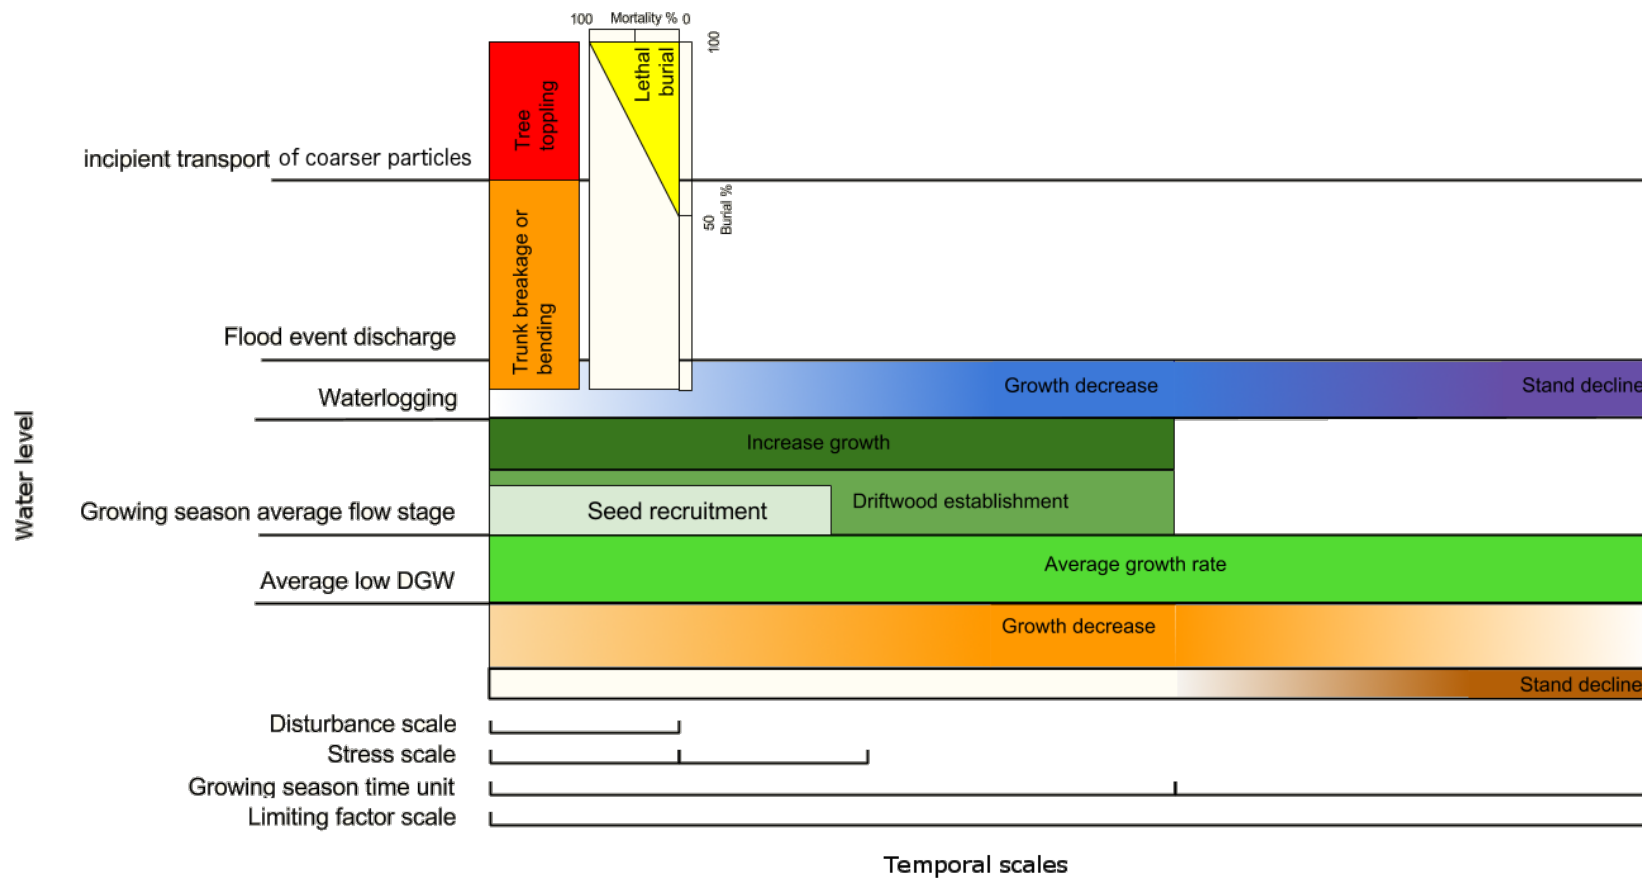 100 Mortality % 0
100
Lethal
burial
Tree
toppling
incipient transport of coarser particles
50
Burial %
Trunk breakage or
bending
Flood event discharge
Waterlogging
Growth decrease
Stand decline
Water level
Increase growth
Driftwood establishment
Seed recruitment
Growing season average flow stage
Average growth rate
Average low DGW
Growth decrease
Stand decline
Disturbance scale
Stress scale
Growing season time unit
Limiting factor scale
Temporal scales